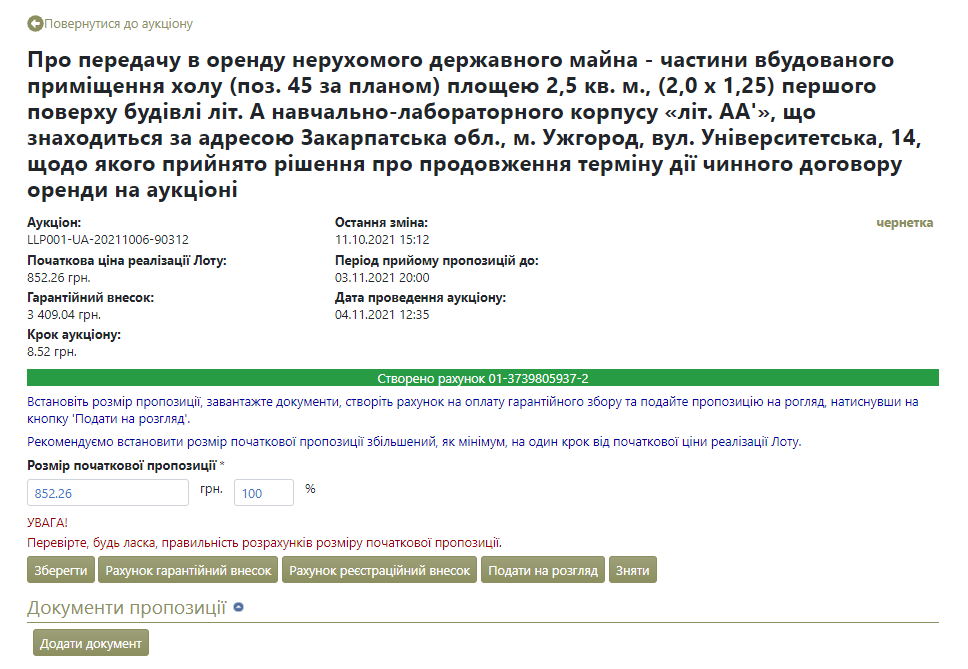 Повернутися до аукціону
Про передачу в оренду нерухомого державного майна - частини вбудованого
приміщення холу (поз. 45 за планом) площею 2,5 кв. м., (2,0 х 1,25) першого
поверху будівлі літ. А навчально-лабораторного корпусу «літ. АА'», що
знаходиться за адресою Закарпатська обл., м. Ужгород, вул. Університетська, 14,
щодо якого прийнято рішення про продовження терміну дії чинного договору
оренди на аукціоні
Аукціон:
LLP001-UA-20211006-90312
Остання зміна:
11.10.2021 15:12
чернетка
Початкова ціна реалізації Лоту:
852.26 грн.
Період прийому пропозицій до:
03.11.2021 20:00
Гарантійний внесок:
3 409.04 грн.
Дата проведення аукціону:
04.11.2021 12:35
Крок аукціону:
8.52 грн.
Створено рахунок 01-3739805937-2
Встановіть розмір пропозиції, завантажте документи, створіть рахунок на оплату гарантійного збору та подайте пропозицію на рогляд, натиснувши на
кнопку 'Подати на розгляд'.
Рекомендуємо встановити розмір початкової пропозиції збільшений, як мінімум, на один крок від початкової ціни реалізації Лоту.
Розмір початкової пропозиції *
852.26 грн. 100 %
УВАГА!
Перевірте, будь ласка, правильність розрахунків розміру початкової пропозиції.
Зберегти Рахунок гарантійний внесок Рахунок реєстраційний внесок Подати на розгляд Зняти
Документи пропозиції
Додати документ